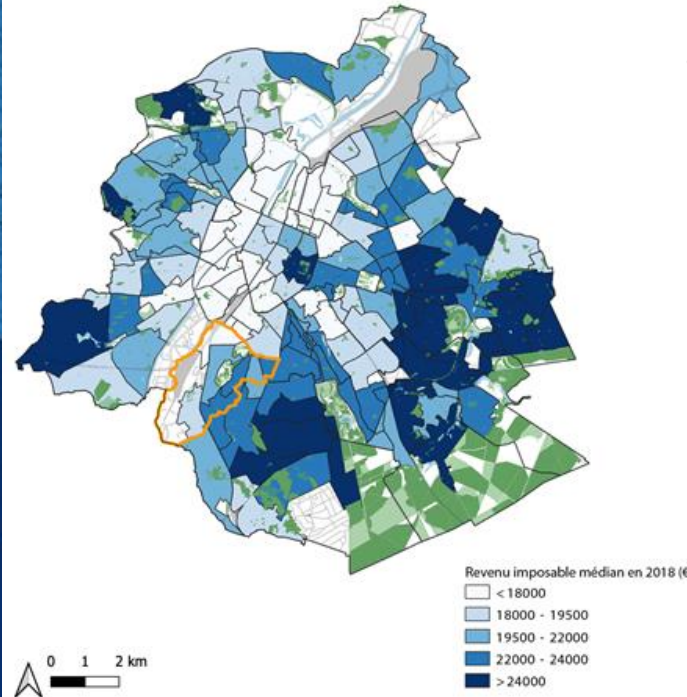 Revenu imposable médian en 2018 (€
< 18000
18000 - 19500
19500 - 22000
22000 - 24000
> 24000
0 1 2 km